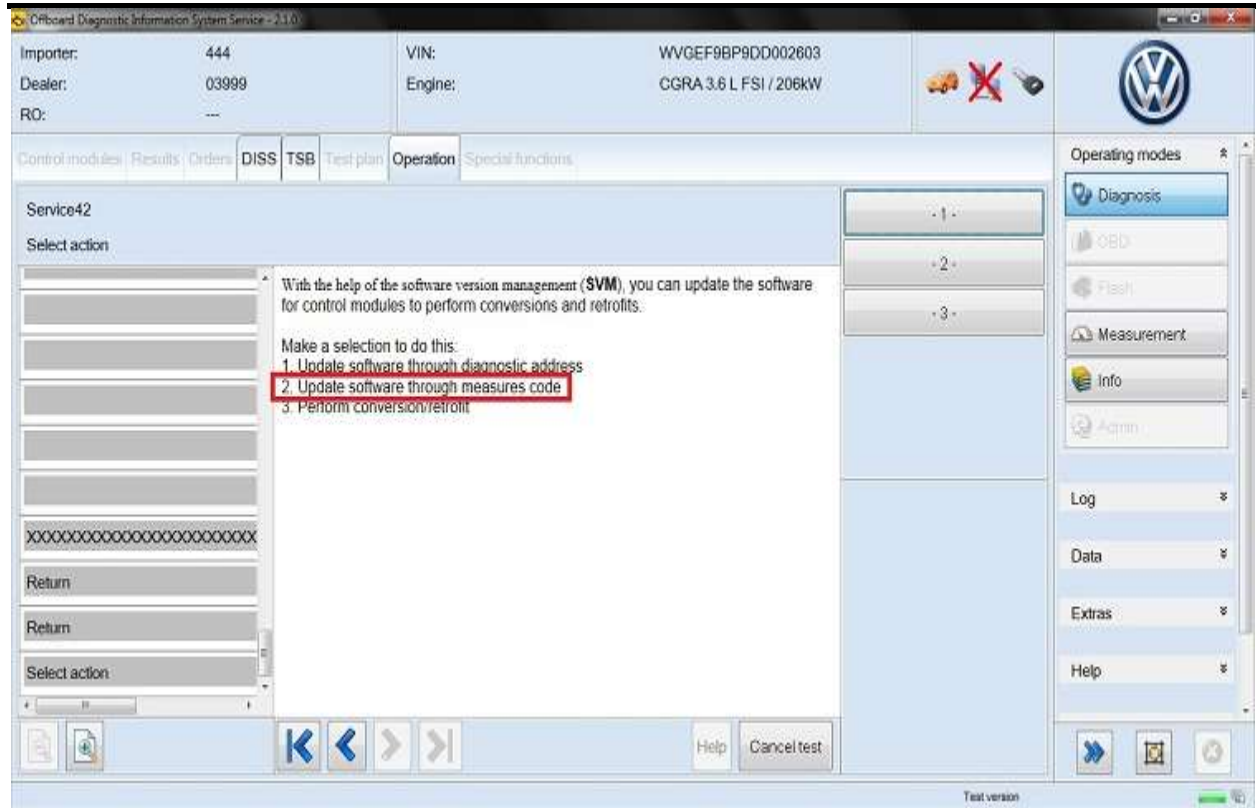 Offboard Diagnostic Information System Service - 2.1.0
Importer: 444
Dealer: 03999
RO: ---
VIN: WVGEF9BP9DD002603
Engine: CGRA 3.6 L FSI / 206kW
Control modules Results Orders DISS TSB Test plan Operation Special functions
Service42
Select action
With the help of the software version management (SVM), you can update the software
for control modules to perform conversions and retrofits.
Make a selection to do this:
1. Update software through diagnostic address
2. Update software through measures code
3. Perform conversion/retrofit
XXXXXXXXXXXXXXXXXXXXXXXX
Return
Return
Select action
- 1 -
- 2 -
- 3 -
Help
Cancel test
Operating modes
Diagnosis
OBD
Flash
Measurement
Info
Admin
Log
Data
Extras
Help
Test version